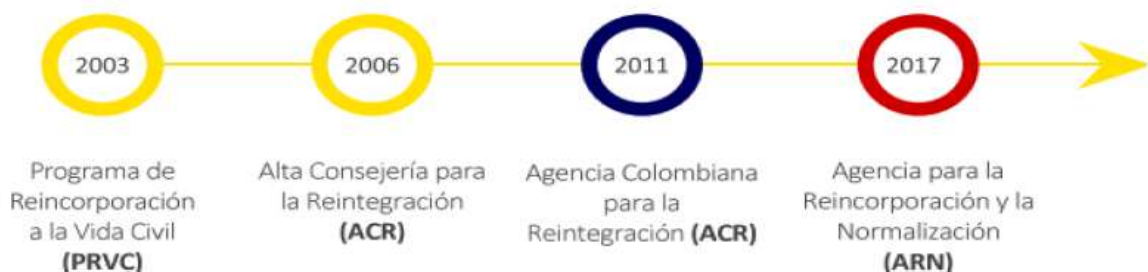 2003
2006
2011
2017
Programa de
Reincorporación
a la Vida Civil
(PRVC)
Alta Consejería para
la Reintegración
(ACR)
Agencia Colombiana
para la
Reintegración (ACR)
Agencia para la
Reincorporación y la
Normalización
(ARN)